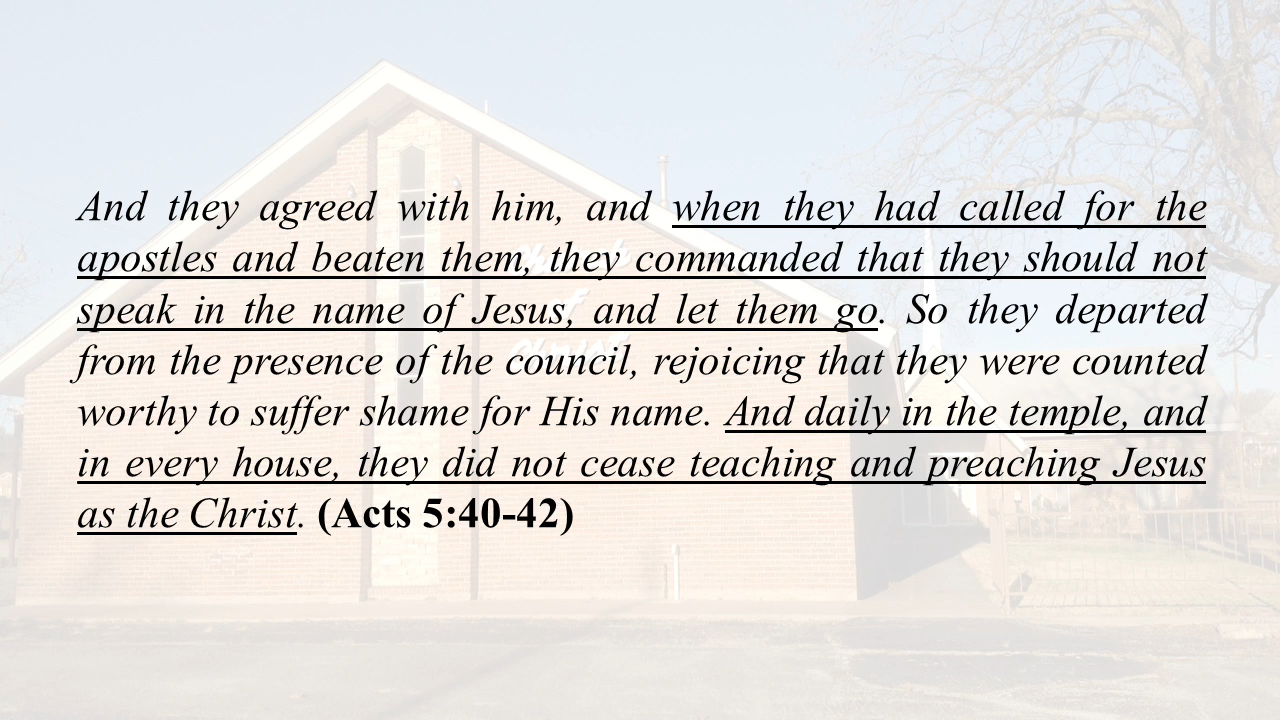 And they agreed with him, and when they had called for the
apostles and beaten them, they commanded that they should not
speak in the name of Jesus, and let them go. So they departed
from the presence of the council, rejoicing that they were counted
worthy to suffer shame for His name. And daily in the temple, and
in every house, they did not cease teaching and preaching Jesus
as the Christ. (Acts 5:40-42)
Church
of
Christ